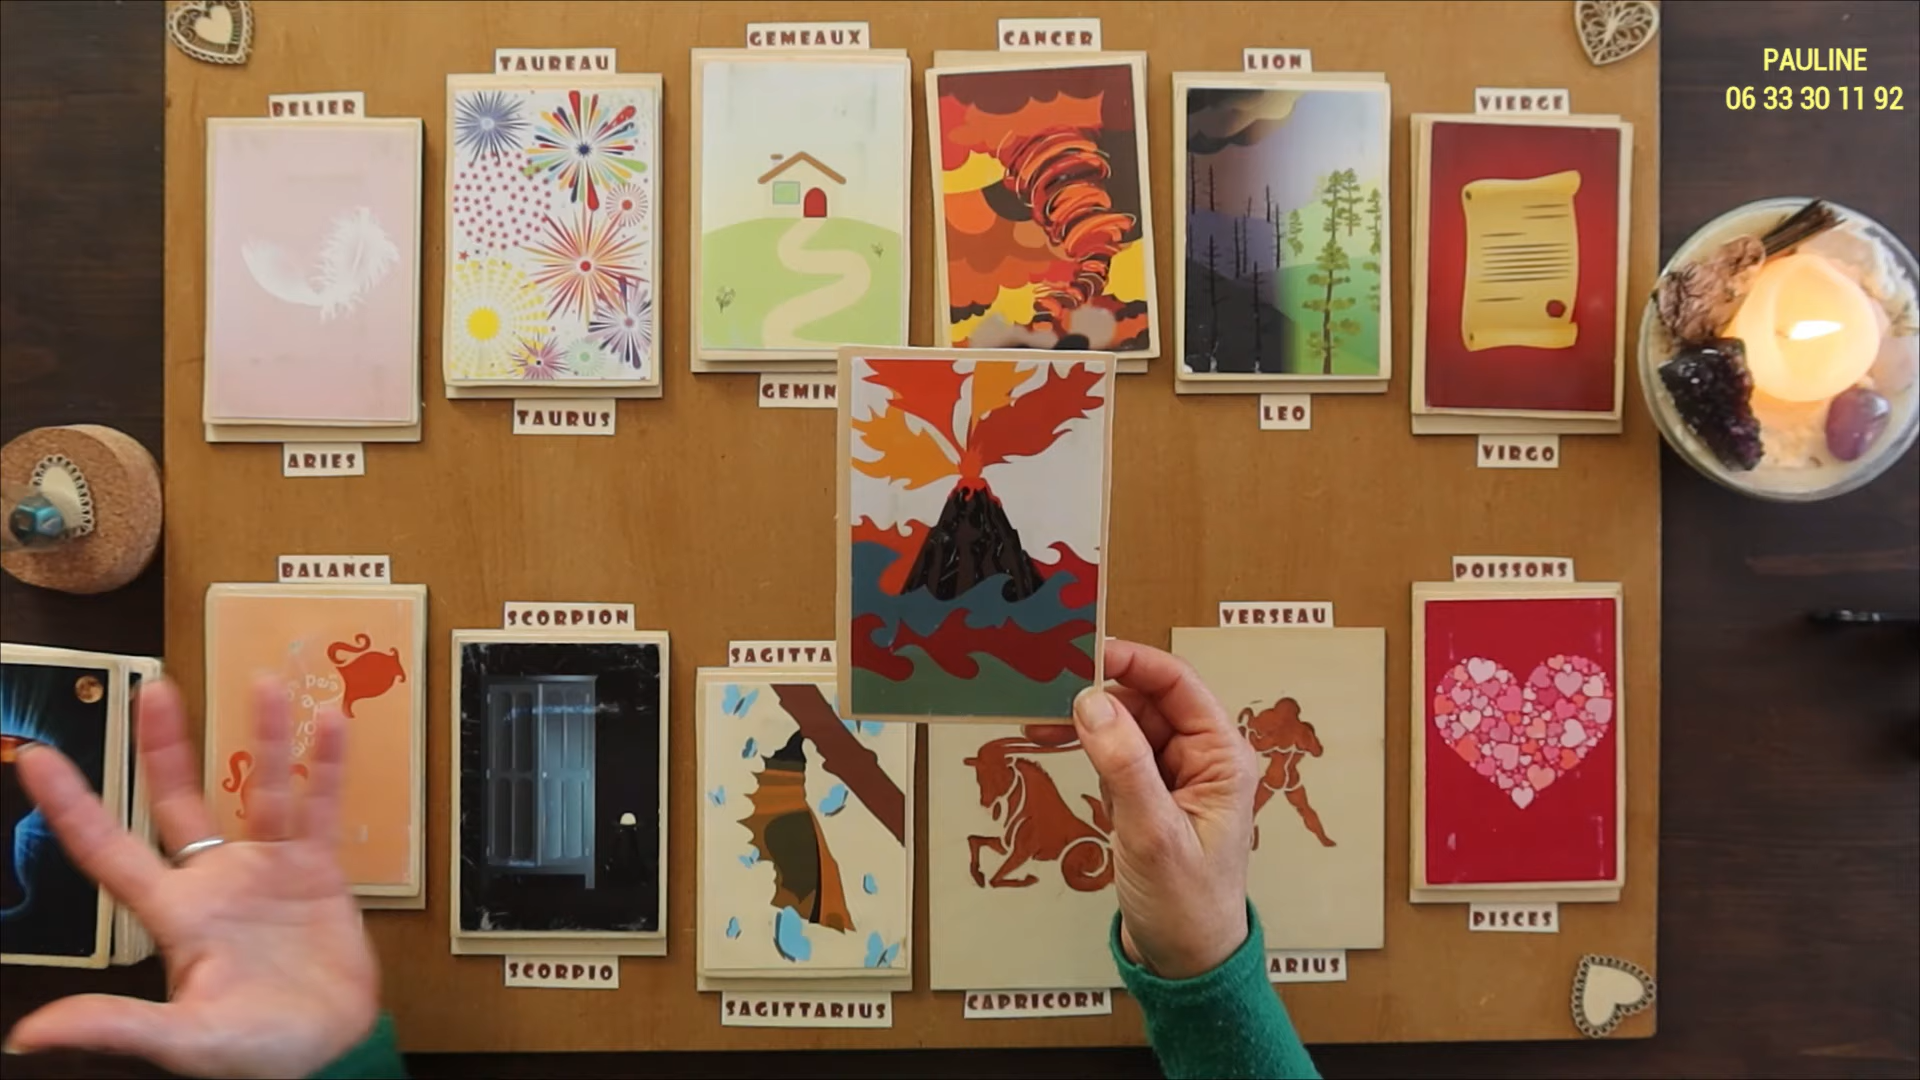 PAULINE
06 33 30 11 92
GEMEAUX
CANCER
TAUREAU
LION
BELIER
VIERGE
GEMIN
TAURUS
LEO
ARIES
VIRGO
BALANCE
POISSONS
SCORPION
VERSEAU
SAGITTA
PISCES
SCORPIO
ARIUS
SAGITTARIUS
CAPRICORN